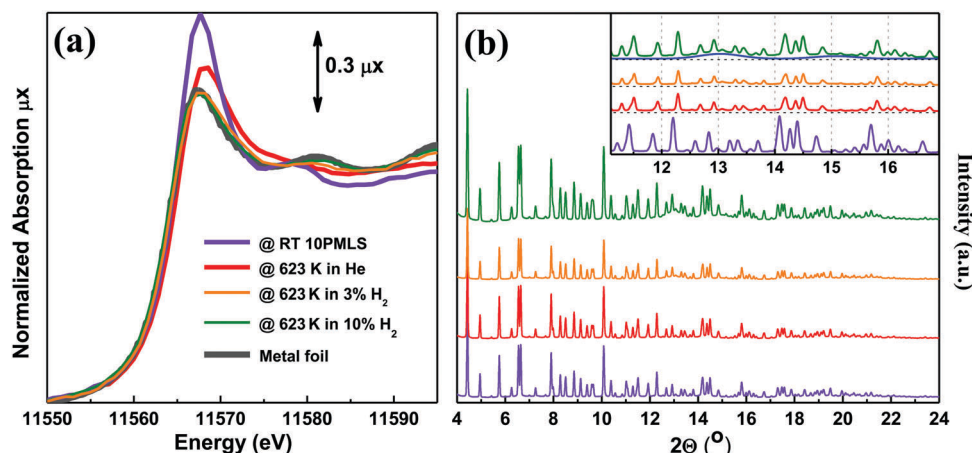 (a)
0.3 μx
Normalized Absorption μx
@ RT 10PMLS
@ 623 K in He
@ 623 K in 3% H₂
@ 623 K in 10% H₂
Metal foil
11550 11560 11570 11580 11590
Energy (eV)
(b)
12 13 14 15 16
Intensity (a.u.)
4 6 8 10 12 14 16 18 20 22 24
2Θ (°)